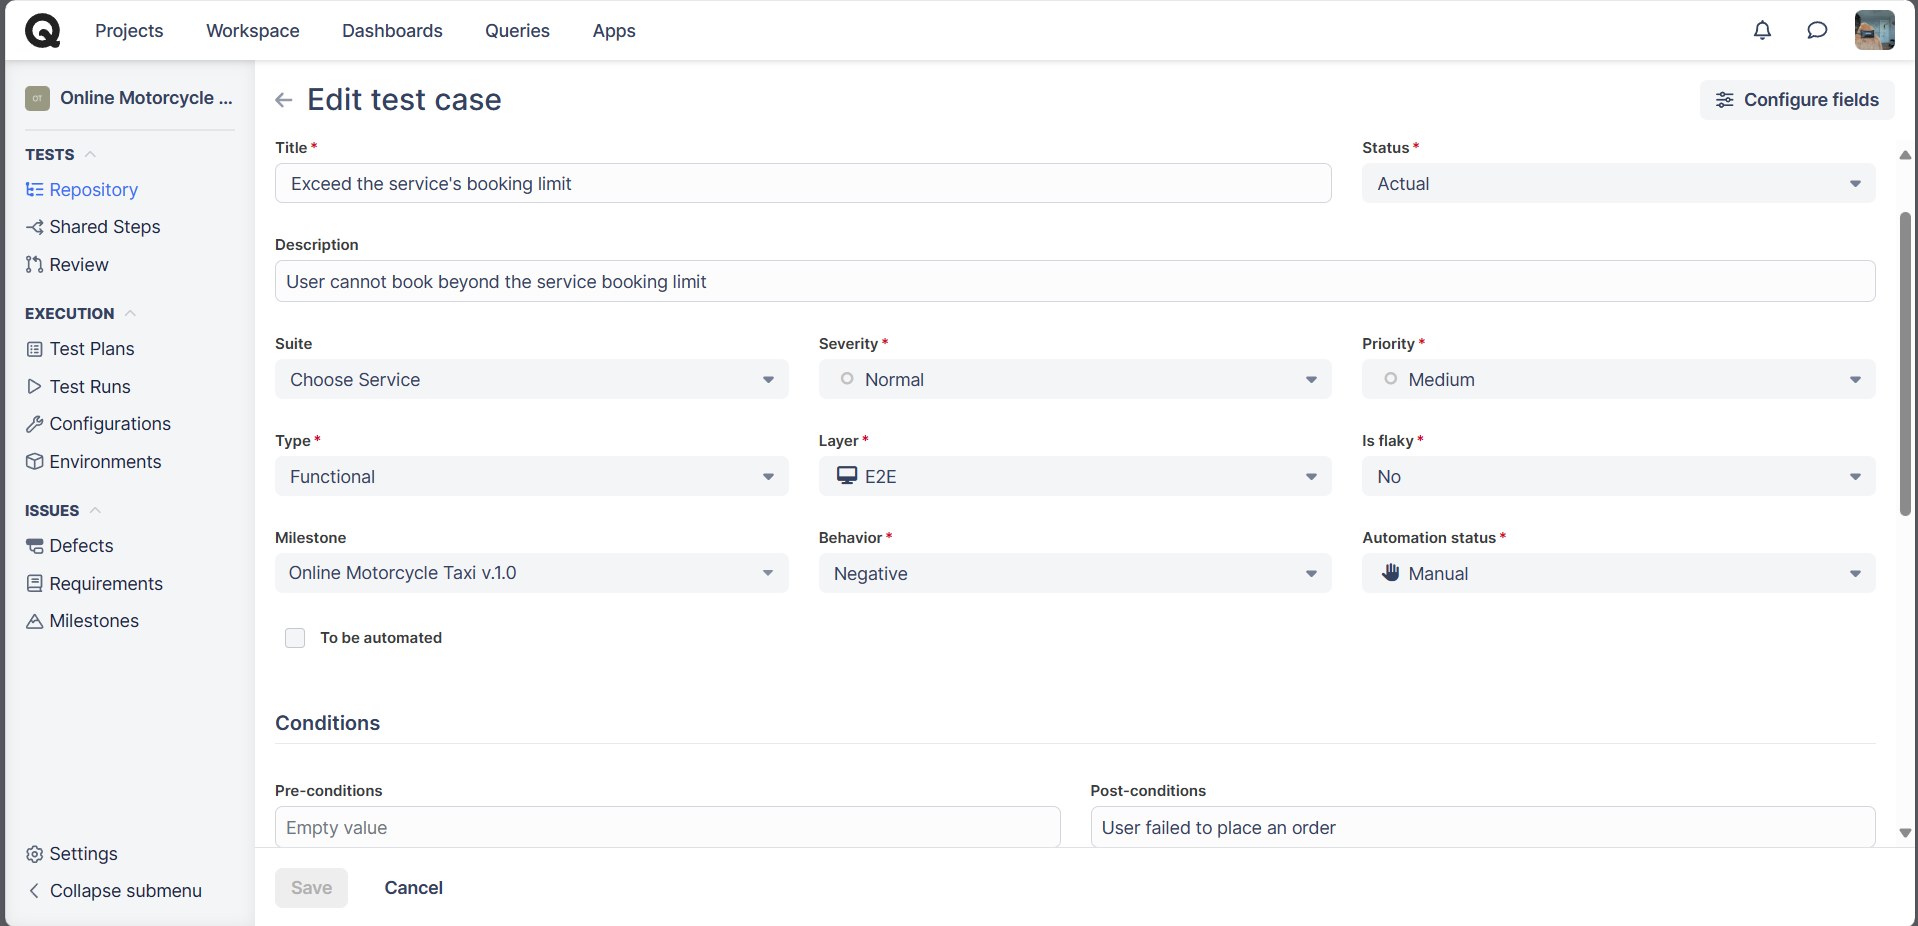 Projects Workspace Dashboards Queries Apps
OT Online Motorcycle ...
TESTS
Repository
Shared Steps
Review
EXECUTION
Test Plans
Test Runs
Configurations
Environments
ISSUES
Defects
Requirements
Milestones
Settings
Collapse submenu
Edit test case
Configure fields
Title *
Status *
Exceed the service's booking limit
Actual
Description
User cannot book beyond the service booking limit
Suite
Severity *
Priority *
Choose Service
Normal
Medium
Type *
Layer *
Is flaky *
Functional
E2E
No
Milestone
Behavior *
Automation status *
Online Motorcycle Taxi v.1.0
Negative
Manual
To be automated
Conditions
Pre-conditions
Post-conditions
Empty value
User failed to place an order
Save
Cancel